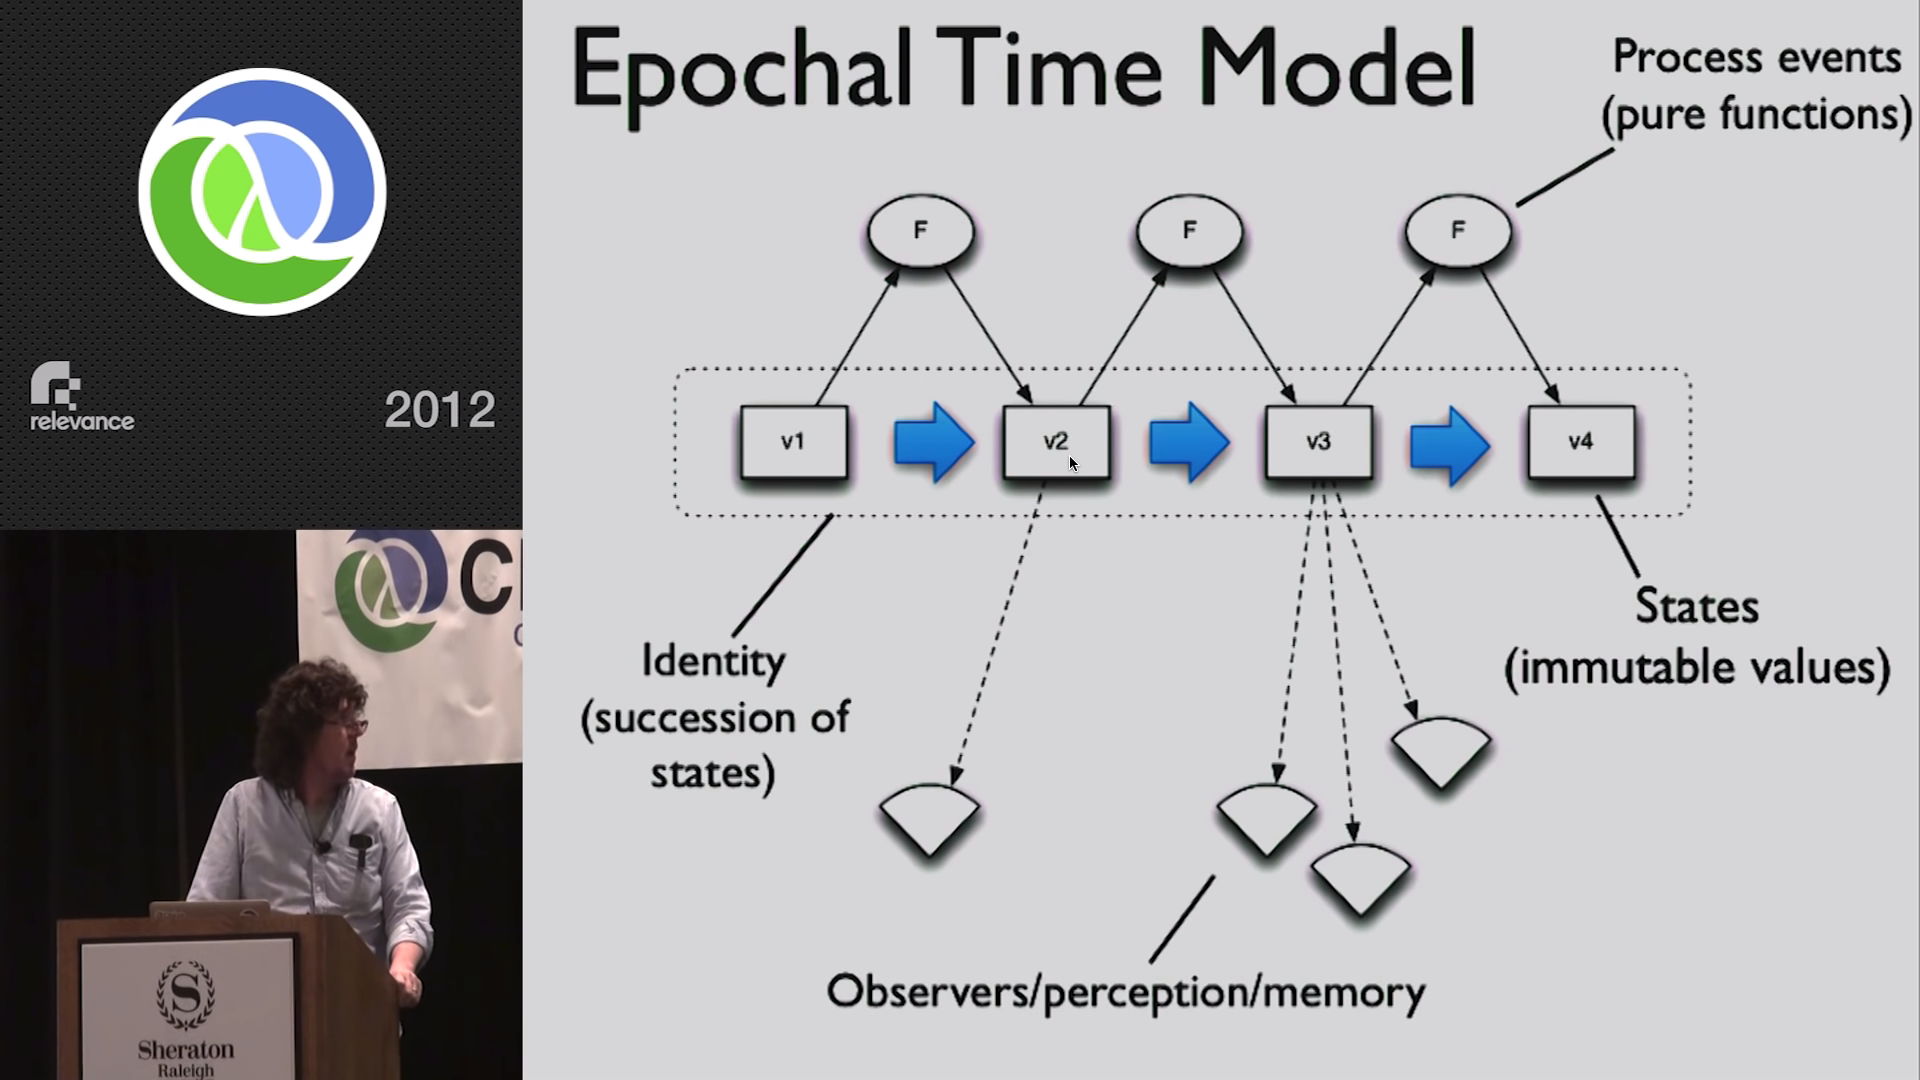 Epochal Time Model
Process events
(pure functions)
F
F
F
v1
v2
v3
v4
Identity
(succession of
states)
States
(immutable values)
Observers/perception/memory
relevance
2012
S
Sheraton
Raleigh